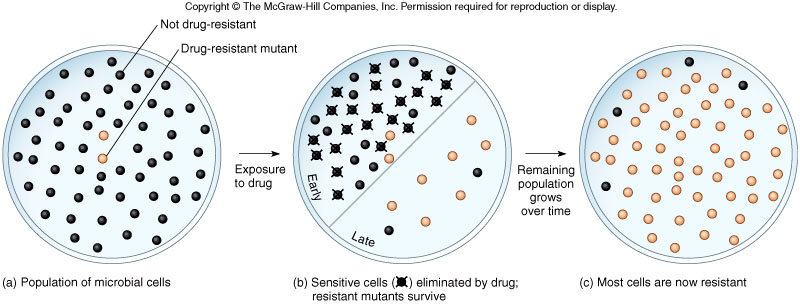 Copyright © The McGraw-Hill Companies, Inc. Permission required for reproduction or display.
Not drug-resistant
Drug-resistant mutant
Exposure
to drug
Early
Late
Remaining
population
grows
over time
(a) Population of microbial cells
(b) Sensitive cells ( ) eliminated by drug;
resistant mutants survive
(c) Most cells are now resistant